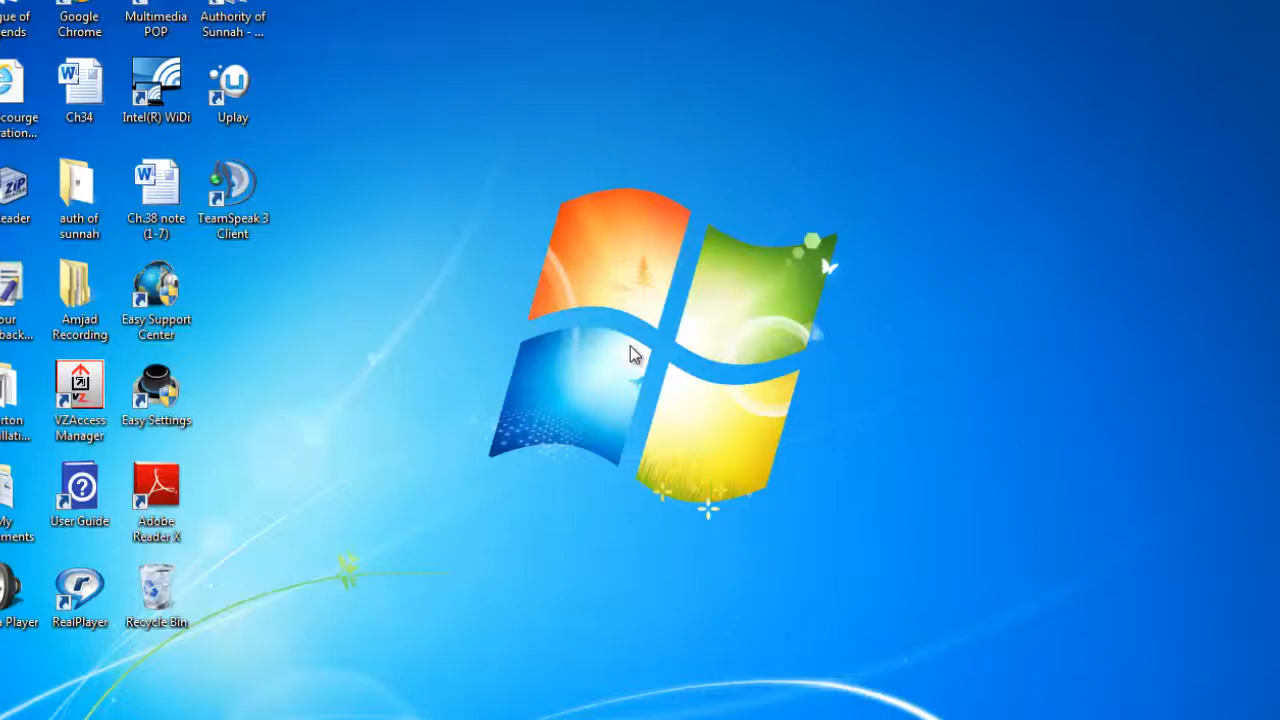 gue of
ends
Google
Chrome
Multimedia
POP
Authority of
Sunnah - ...
courge
ration...
Ch34
Intel(R) WiDi
Uplay
eader
auth of
sunnah
Ch.38 note
(1-7)
TeamSpeak 3
Client
our
back...
Amjad
Recording
Easy Support
Center
rton
llati...
VZAccess
Manager
Easy Settings
My
ments
User Guide
Adobe
Reader X
a Player
RealPlayer
Recycle Bin